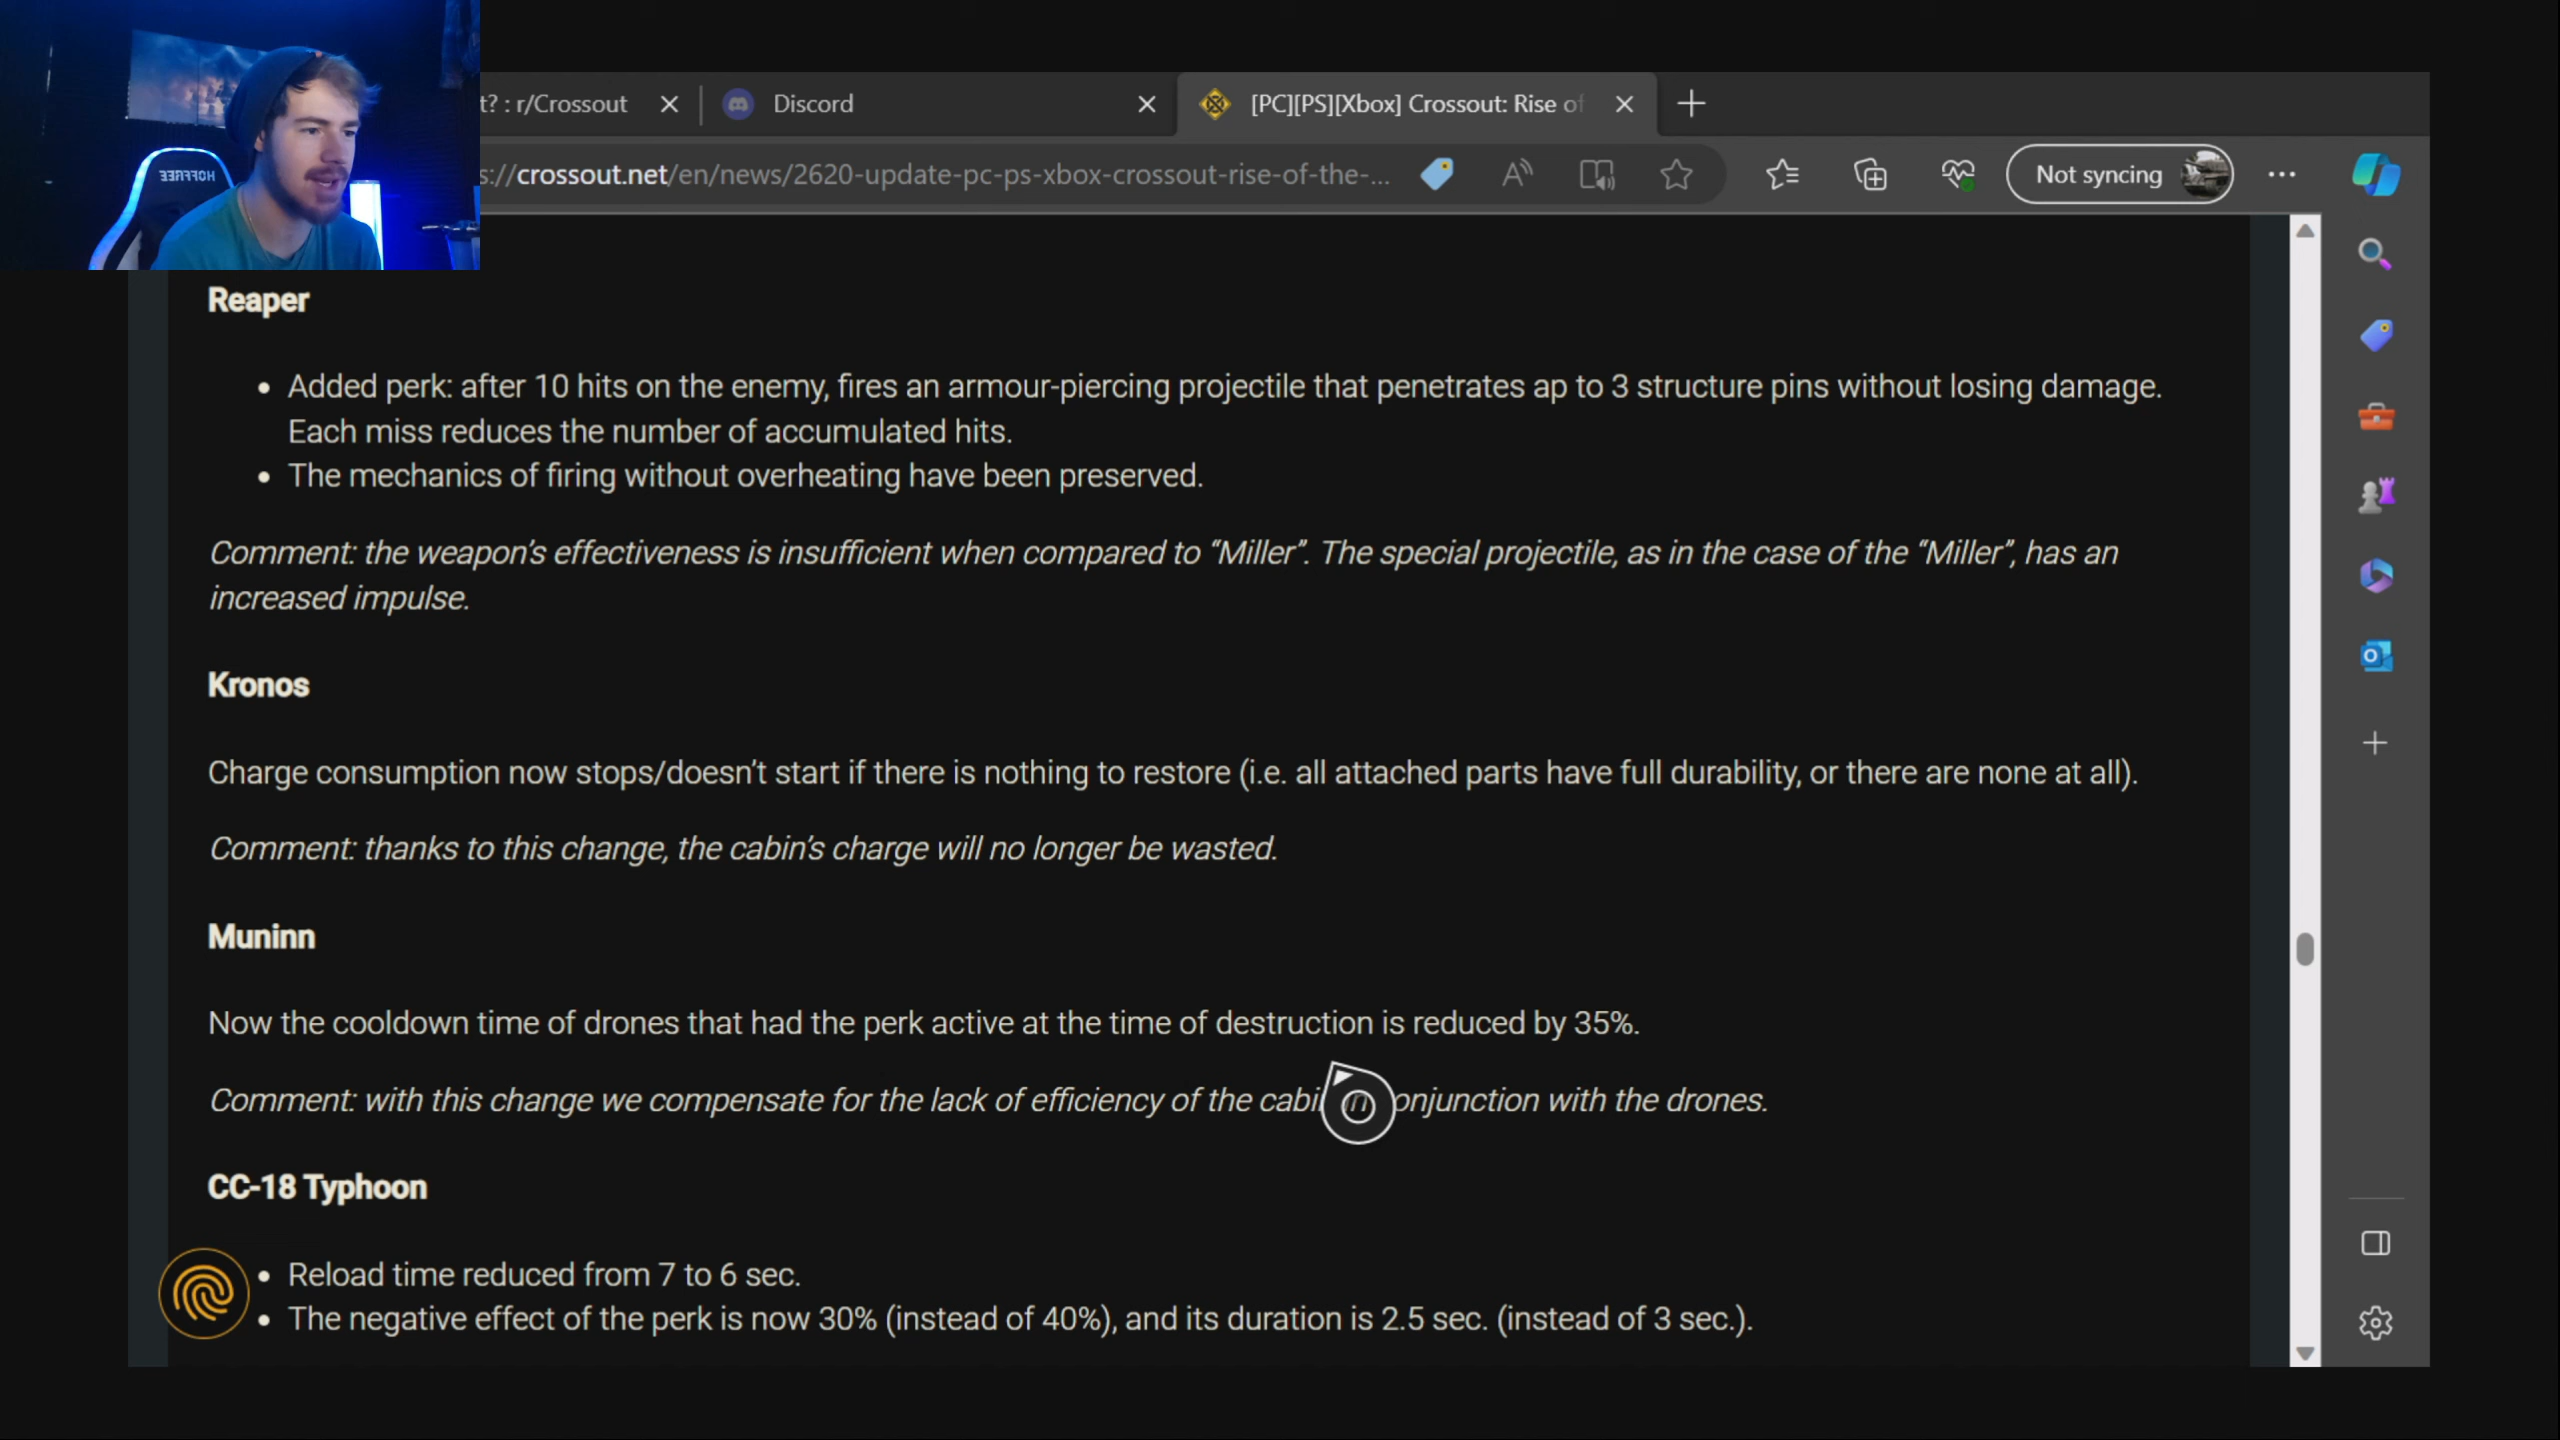 HOFFREE
t? : r/Crossout
Discord
[PC][PS][Xbox] Crossout: Rise of
s://crossout.net/en/news/2620-update-pc-ps-xbox-crossout-rise-of-the-...
Not syncing
Reaper
• Added perk: after 10 hits on the enemy, fires an armour-piercing projectile that penetrates ap to 3 structure pins without losing damage.
Each miss reduces the number of accumulated hits.
• The mechanics of firing without overheating have been preserved.
Comment: the weapon’s effectiveness is insufficient when compared to “Miller”. The special projectile, as in the case of the “Miller”, has an
increased impulse.
Kronos
Charge consumption now stops/doesn’t start if there is nothing to restore (i.e. all attached parts have full durability, or there are none at all).
Comment: thanks to this change, the cabin’s charge will no longer be wasted.
Muninn
Now the cooldown time of drones that had the perk active at the time of destruction is reduced by 35%.
Comment: with this change we compensate for the lack of efficiency of the cabi in onjunction with the drones.
CC-18 Typhoon
• Reload time reduced from 7 to 6 sec.
• The negative effect of the perk is now 30% (instead of 40%), and its duration is 2.5 sec. (instead of 3 sec.).